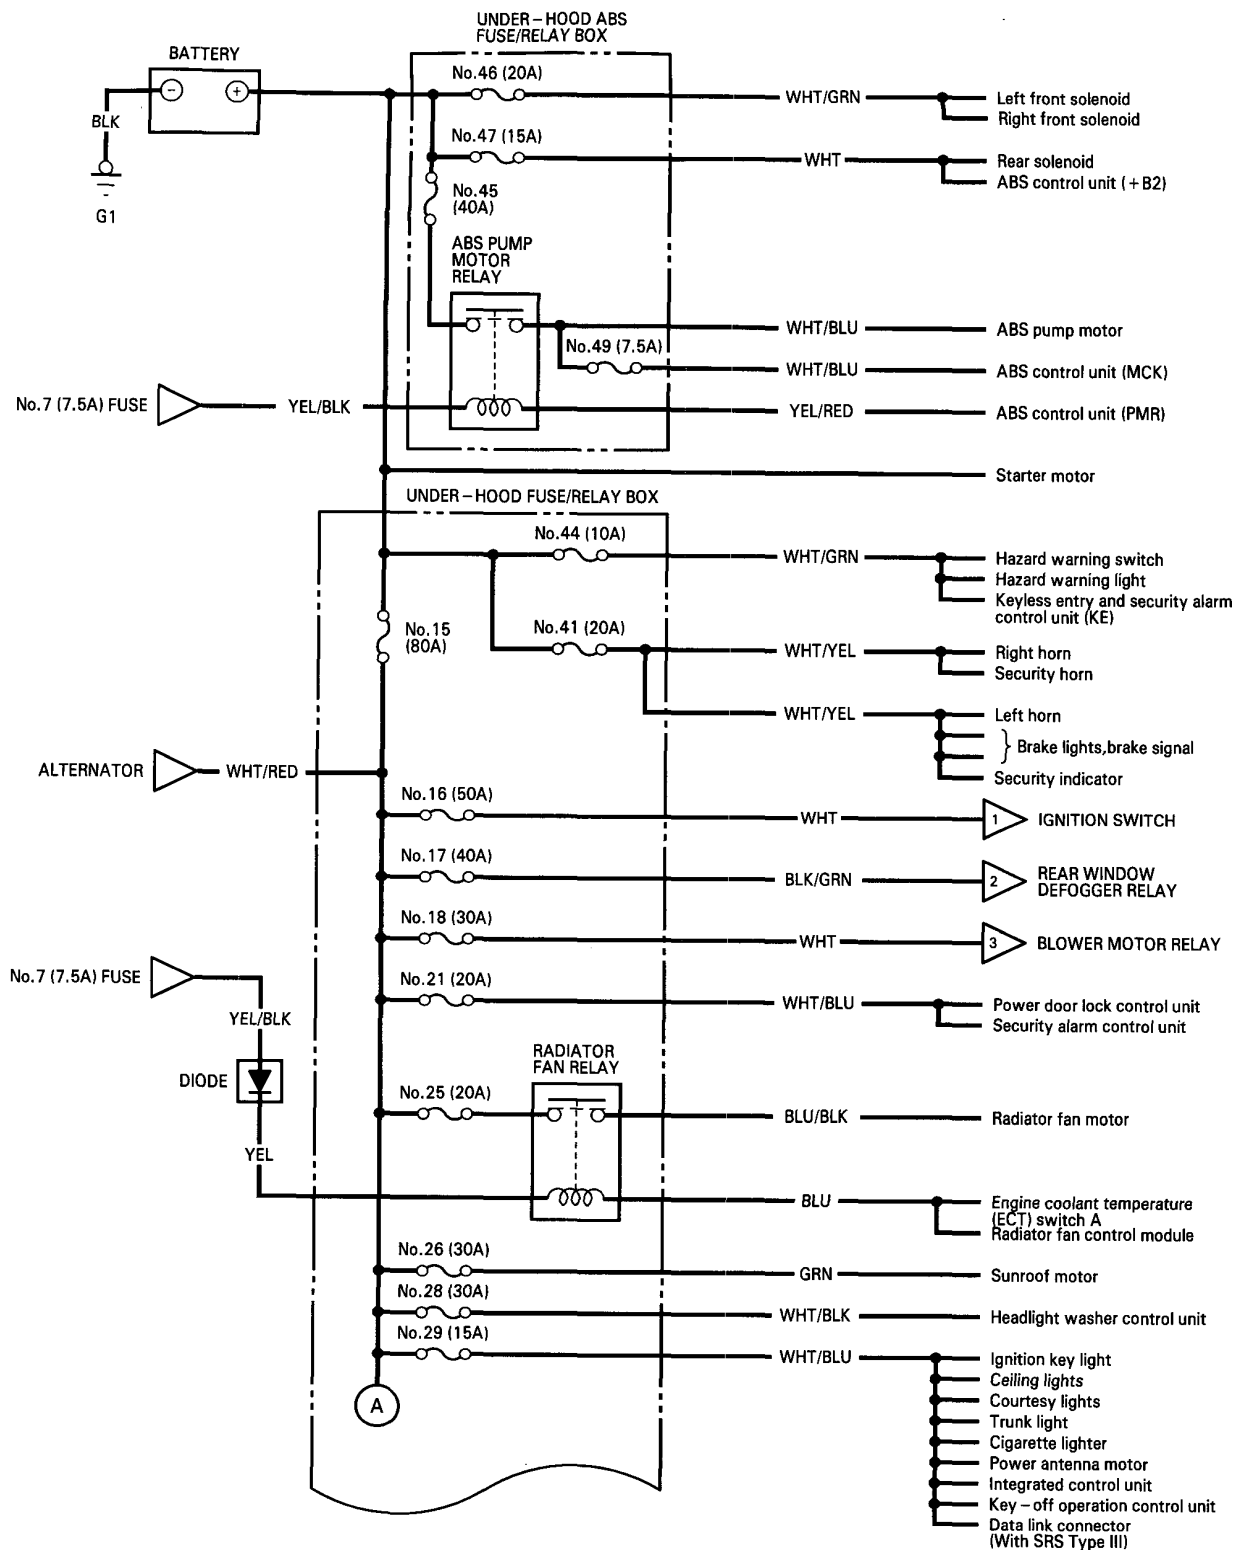 UNDER-HOOD ABS
FUSE/RELAY BOX
BATTERY
No.46 (20A)
− +
WHT/GRN
Left front solenoid
Right front solenoid
BLK
No.47 (15A)
WHT
Rear solenoid
ABS control unit (+B2)
No.45
(40A)
G1
ABS PUMP
MOTOR
RELAY
WHT/BLU
ABS pump motor
No.49 (7.5A)
WHT/BLU
ABS control unit (MCK)
No.7 (7.5A) FUSE
YEL/BLK
YEL/RED
ABS control unit (PMR)
Starter motor
UNDER-HOOD FUSE/RELAY BOX
No.44 (10A)
WHT/GRN
Hazard warning switch
Hazard warning light
Keyless entry and security alarm
control unit (KE)
No.15
(80A)
No.41 (20A)
WHT/YEL
Right horn
Security horn
WHT/YEL
Left horn
Brake lights,brake signal
Security indicator
ALTERNATOR
WHT/RED
No.16 (50A)
WHT
1
IGNITION SWITCH
No.17 (40A)
BLK/GRN
2
REAR WINDOW
DEFOGGER RELAY
No.18 (30A)
WHT
3
BLOWER MOTOR RELAY
No.7 (7.5A) FUSE
No.21 (20A)
WHT/BLU
Power door lock control unit
Security alarm control unit
YEL/BLK
RADIATOR
FAN RELAY
DIODE
No.25 (20A)
BLU/BLK
Radiator fan motor
YEL
BLU
Engine coolant temperature
(ECT) switch A
Radiator fan control module
No.26 (30A)
GRN
Sunroof motor
No.28 (30A)
WHT/BLK
Headlight washer control unit
No.29 (15A)
WHT/BLU
Ignition key light
Ceiling lights
Courtesy lights
Trunk light
Cigarette lighter
Power antenna motor
Integrated control unit
Key-off operation control unit
Data link connector
(With SRS Type III)
A